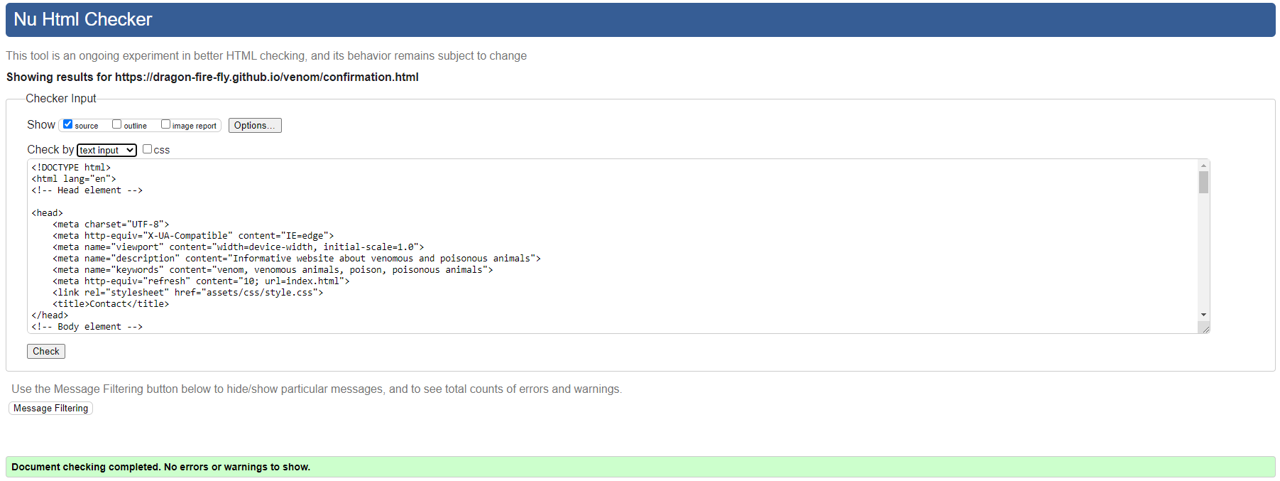 Nu Html Checker
This tool is an ongoing experiment in better HTML checking, and its behavior remains subject to change
Showing results for https://dragon-fire-fly.github.io/venom/confirmation.html
Checker Input
Show source outline image report Options...
Check by text input css
<!DOCTYPE html>
<html lang="en">
<!-- Head element -->
<head>
    <meta charset="UTF-8">
    <meta http-equiv="X-UA-Compatible" content="IE=edge">
    <meta name="viewport" content="width=device-width, initial-scale=1.0">
    <meta name="description" content="Informative website about venomous and poisonous animals">
    <meta name="keywords" content="venom, venomous animals, poison, poisonous animals">
    <meta http-equiv="refresh" content="10; url=index.html">
    <link rel="stylesheet" href="assets/css/style.css">
    <title>Contact</title>
</head>
<!-- Body element -->
Check
Use the Message Filtering button below to hide/show particular messages, and to see total counts of errors and warnings.
Message Filtering
Document checking completed. No errors or warnings to show.